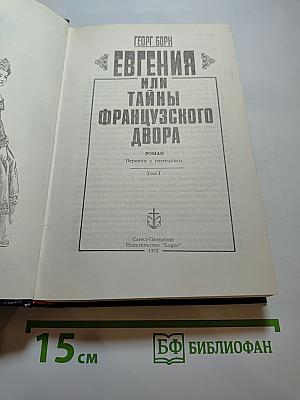 ГЕОРГ БОРН
ЕВГЕНИЯ
ИЛИ
ТАЙНЫ
ФРАНЦУЗСКОГО
ДВОРА
РОМАН
Перевод с немецкого
Том I
Санкт-Петербург
Издательство "Logos"
1992
15 см
БФ БИБЛИОФАН